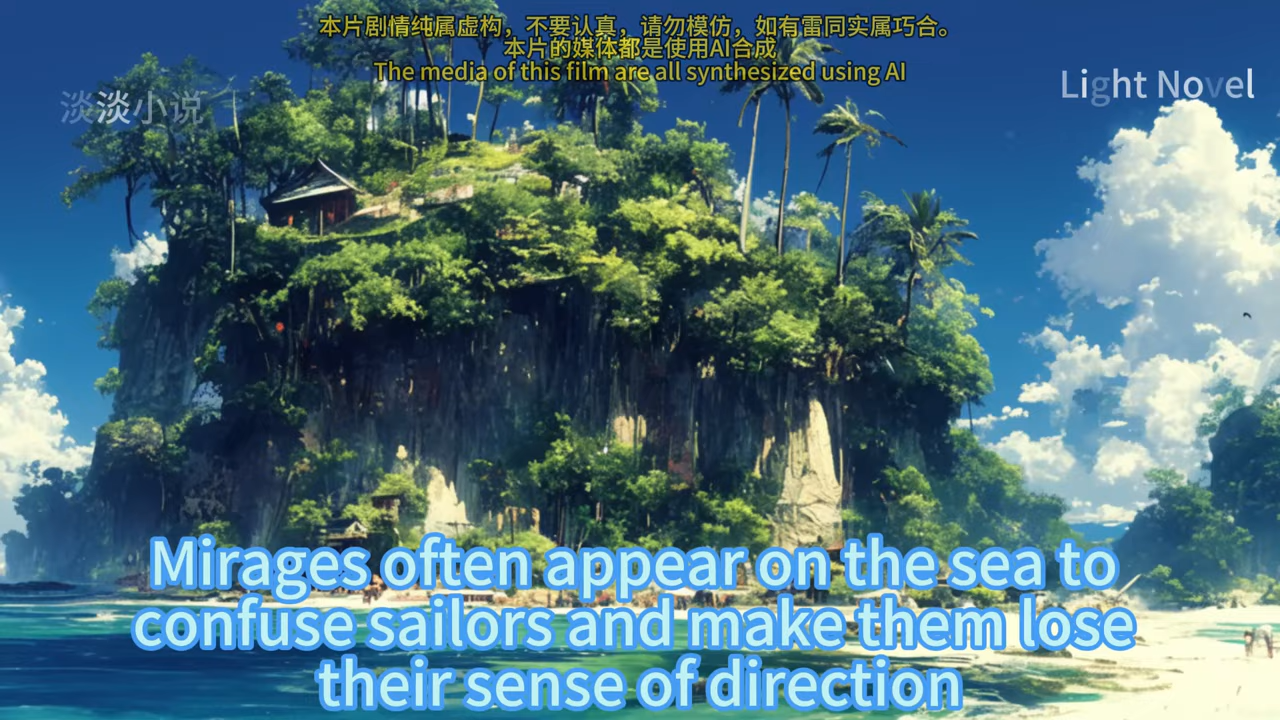 本片剧情纯属虚构，不要认真，请勿模仿，如有雷同实属巧合。
本片的媒体都是使用AI合成
The media of this film are all synthesized using AI
淡淡小说
Light Novel
Mirages often appear on the sea to
confuse sailors and make them lose
their sense of direction